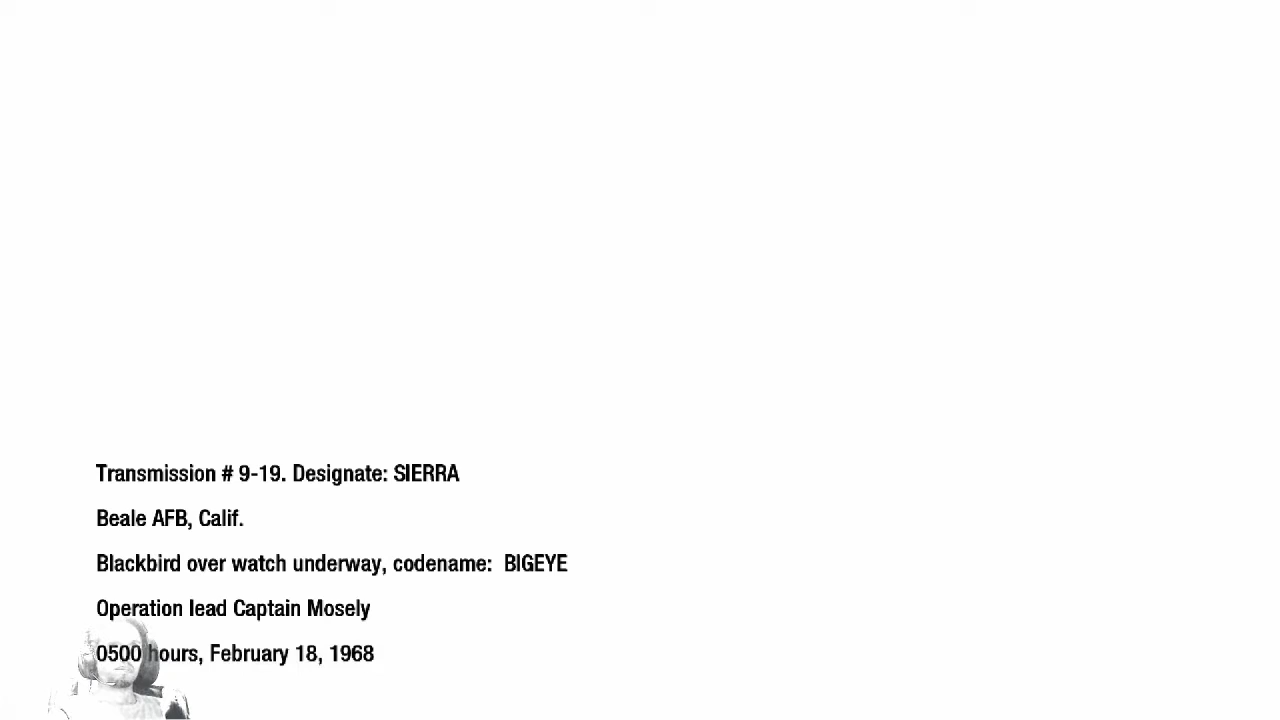 Transmission # 9-19. Designate: SIERRA
Beale AFB, Calif.
Blackbird over watch underway, codename:  BIGEYE
Operation lead Captain Mosely
0500 hours, February 18, 1968